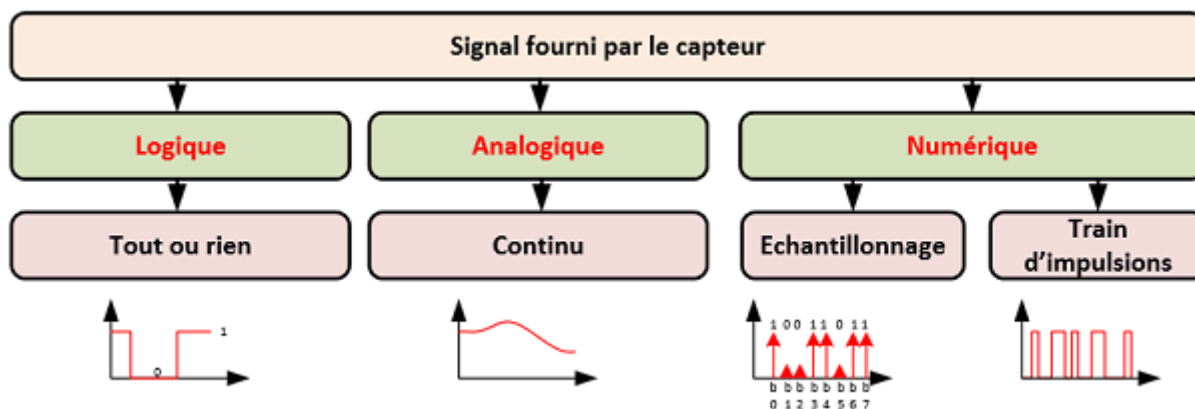 Signal fourni par le capteur
Logique
Analogique
Numérique
Tout ou rien
Continu
Echantillonnage
Train
d'impulsions
1
0
1 0 0 1 1 0 1 1
b b b b b b b b
0 1 2 3 4 5 6 7